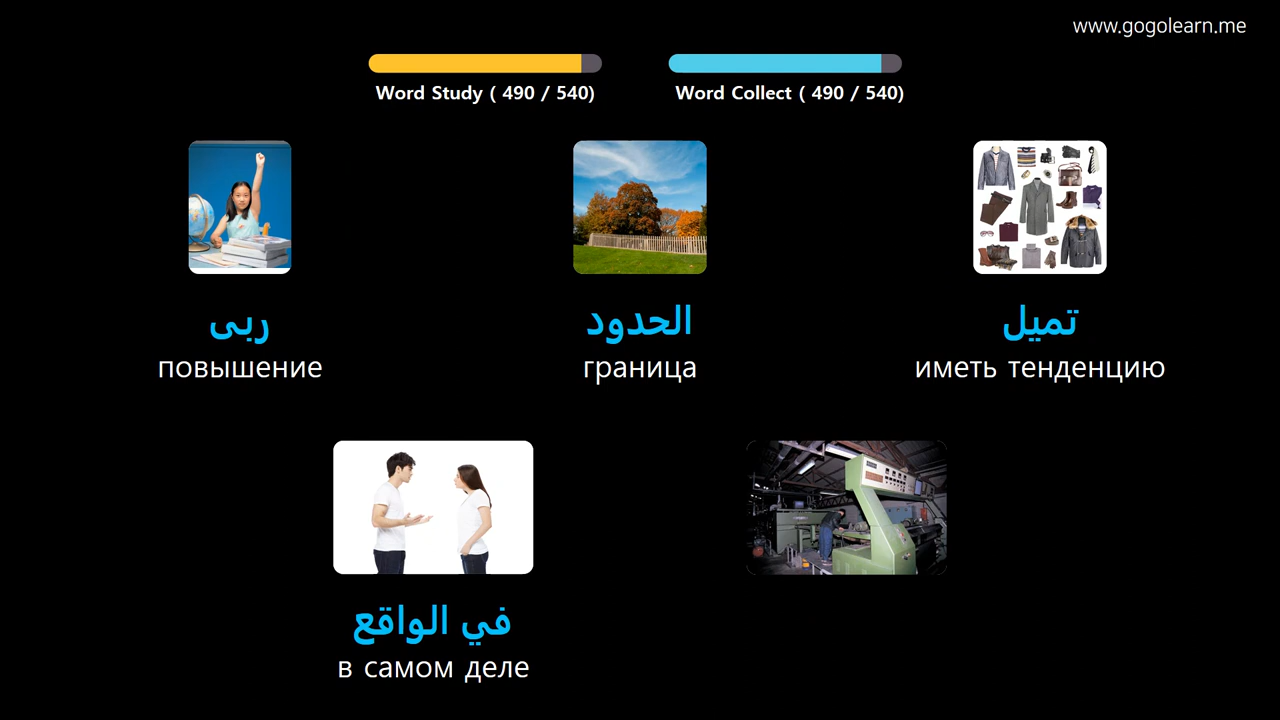 www.gogolearn.me
Word Study ( 490 / 540)
Word Collect ( 490 / 540)
ربى
повышение
الحدود
граница
تميل
иметь тенденцию
في الواقع
в самом деле